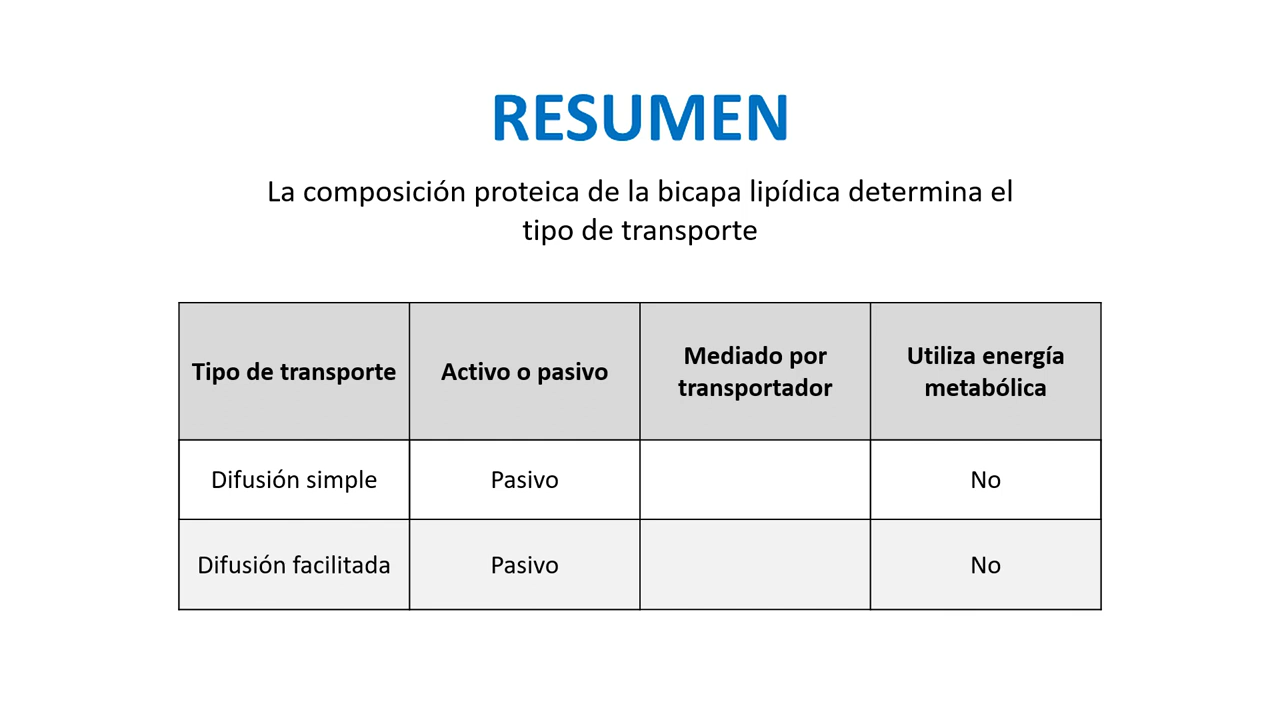 RESUMEN
La composición proteica de la bicapa lipídica determina el
tipo de transporte
Tipo de transporte
Activo o pasivo
Mediado por
transportador
Utiliza energía
metabólica
Difusión simple
Pasivo
No
Difusión facilitada
Pasivo
No